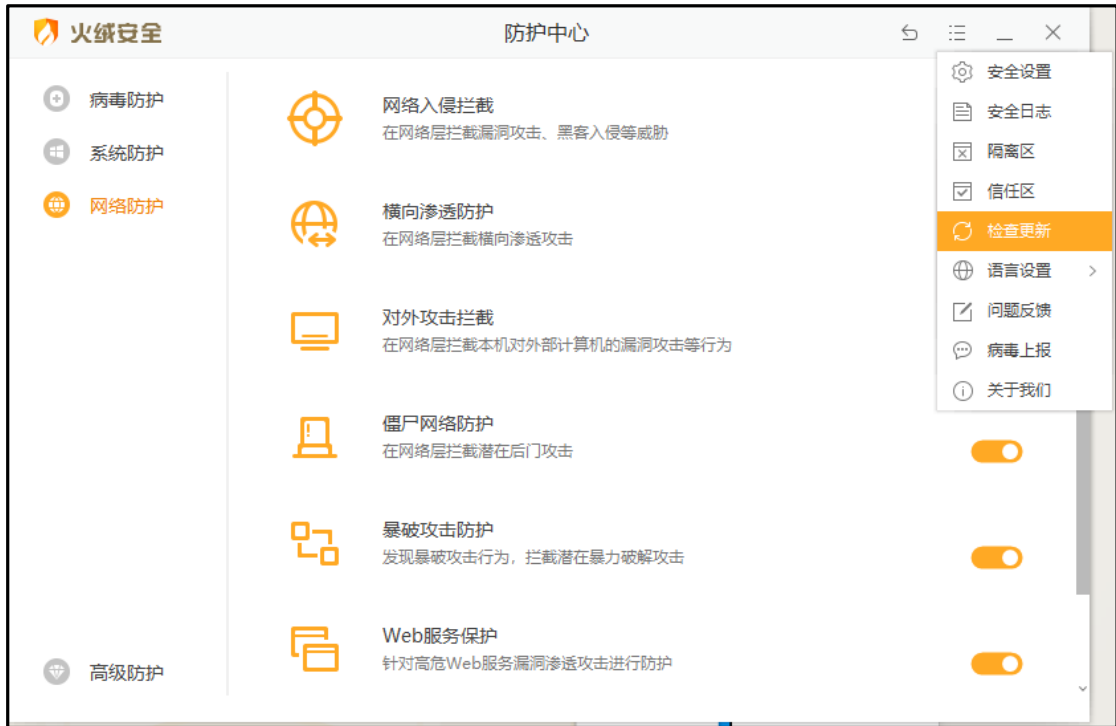 火绒安全
防护中心
病毒防护
系统防护
网络防护
高级防护
网络入侵拦截
在网络层拦截漏洞攻击、黑客入侵等威胁
横向渗透防护
在网络层拦截横向渗透攻击
对外攻击拦截
在网络层拦截本机对外部计算机的漏洞攻击等行为
僵尸网络防护
在网络层拦截潜在后门攻击
暴破攻击防护
发现暴破攻击行为，拦截潜在暴力破解攻击
Web服务保护
针对高危Web服务漏洞渗透攻击进行防护
安全设置
安全日志
隔离区
信任区
检查更新
语言设置
问题反馈
病毒上报
关于我们